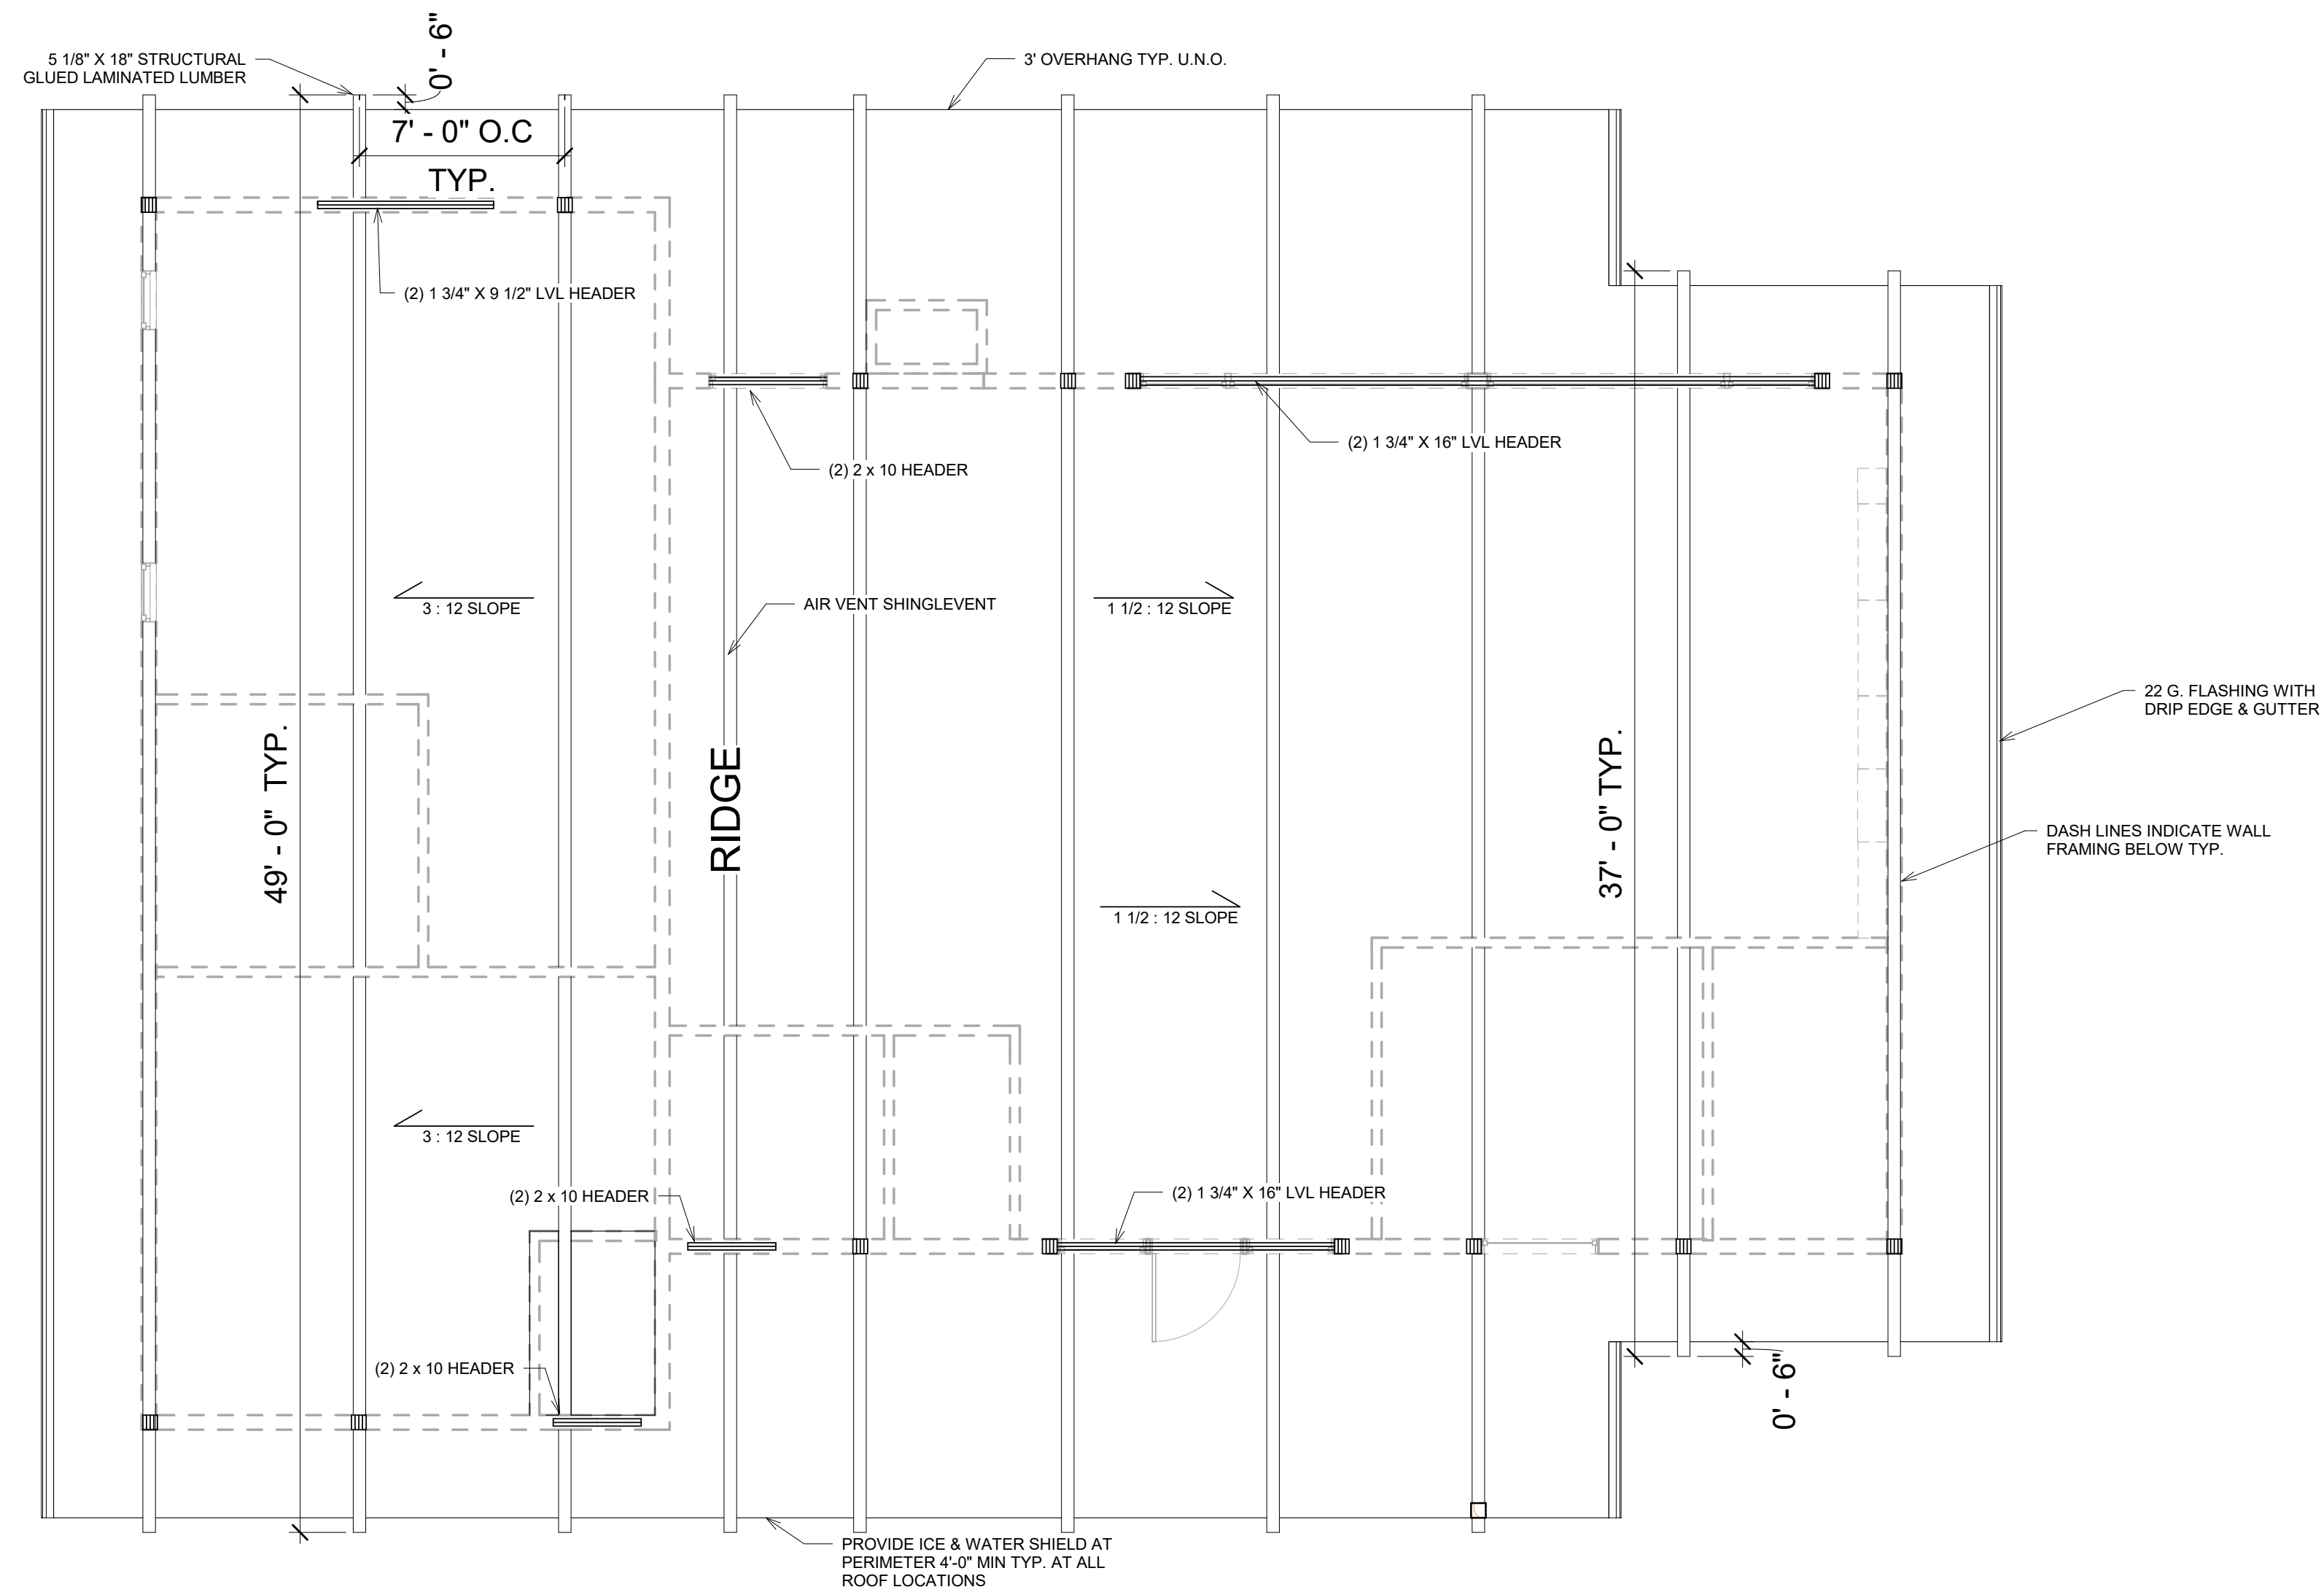 0' - 6"
5 1/8" X 18" STRUCTURAL
GLUED LAMINATED LUMBER
3' OVERHANG TYP. U.N.O.
7' - 0" O.C
TYP.
(2) 1 3/4" X 9 1/2" LVL HEADER
(2) 1 3/4" X 16" LVL HEADER
(2) 2 x 10 HEADER
3 : 12 SLOPE
AIR VENT SHINGLEVENT
1 1/2 : 12 SLOPE
22 G. FLASHING WITH
DRIP EDGE & GUTTER
49' - 0" TYP.
RIDGE
37' - 0" TYP.
DASH LINES INDICATE WALL
FRAMING BELOW TYP.
1 1/2 : 12 SLOPE
3 : 12 SLOPE
(2) 2 x 10 HEADER
(2) 1 3/4" X 16" LVL HEADER
(2) 2 x 10 HEADER
0' - 6"
PROVIDE ICE & WATER SHIELD AT
PERIMETER 4'-0" MIN TYP. AT ALL
ROOF LOCATIONS